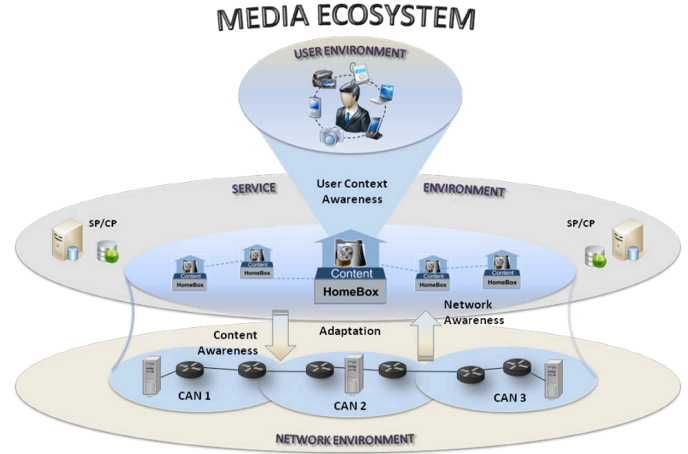 MEDIA ECOSYSTEM
USER ENVIRONMENT
SERVICE
User Context
Awareness
ENVIRONMENT
SP/CP
SP/CP
Content
HomeBox
Content
HomeBox
Content
HomeBox
Content
HomeBox
Content
HomeBox
Content
Awareness
Adaptation
Network
Awareness
CAN 1
CAN 2
CAN 3
NETWORK ENVIRONMENT